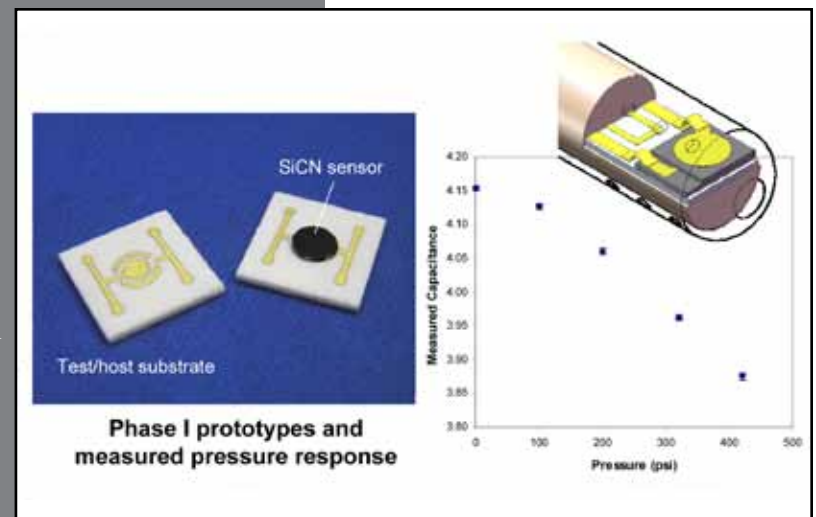 SiCN sensor
Test/host substrate
Phase I prototypes and
measured pressure response
Measured Capacitance
4.20
4.15
4.10
4.05
4.00
3.95
3.90
3.85
3.80
0
100
200
300
400
500
Pressure (psi)